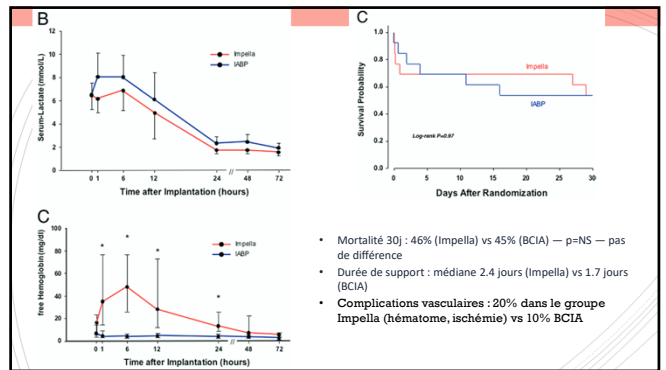 B
12
10
8
6
4
2
0
Serum-Lactate (mmol/L)
Impella
IABP
0 1 6 12 24 // 48 72
Time after Implantation (hours)
C
1.0
0.8
0.6
0.4
0.2
0.0
Survival Probability
Impella
IABP
Log-rank P=0.97
0 5 10 15 20 25 30
Days After Randomization
C
100
80
60
40
20
0
free Hemoglobin(mg/dl)
* * * *
Impella
IABP
0 1 6 12 24 // 48 72
Time after Implantation (hours)
• Mortalité 30j : 46% (Impella) vs 45% (BCIA) — p=NS — pas
de différence
• Durée de support : médiane 2.4 jours (Impella) vs 1.7 jours
(BCIA)
• Complications vasculaires : 20% dans le groupe
Impella (hématome, ischémie) vs 10% BCIA